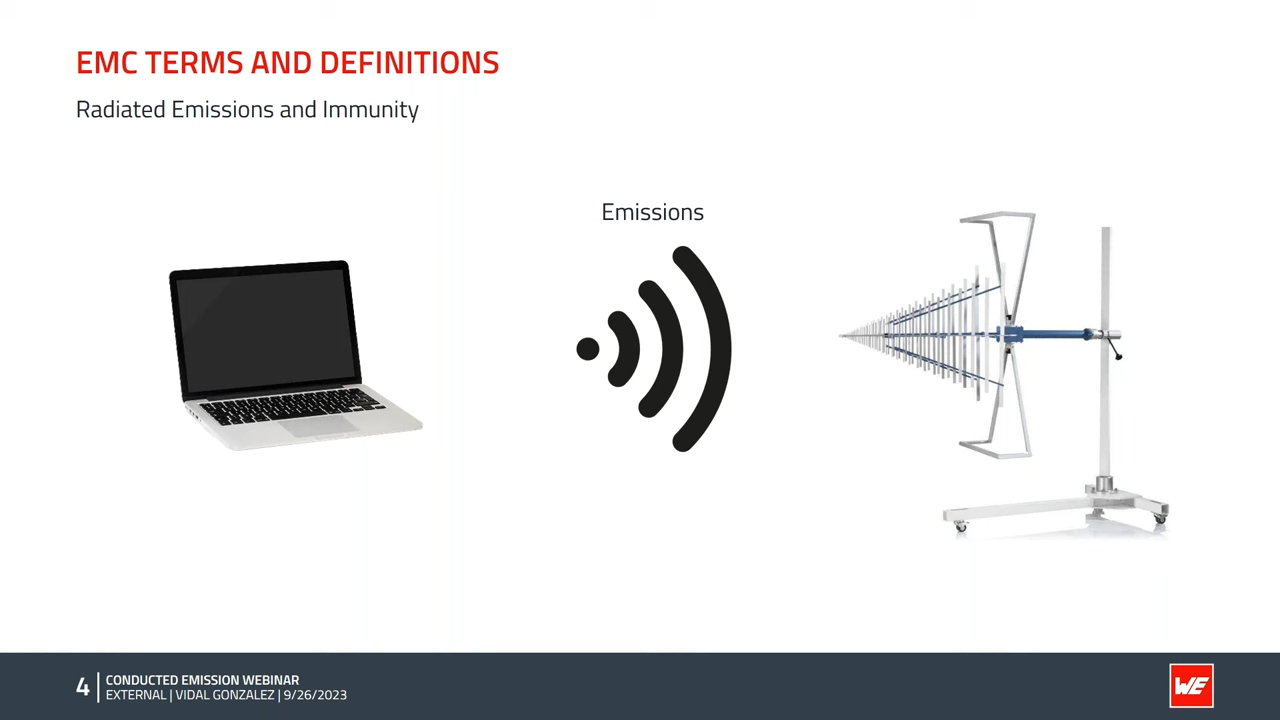 EMC TERMS AND DEFINITIONS
Radiated Emissions and Immunity
Emissions
4
CONDUCTED EMISSION WEBINAR
EXTERNAL | VIDAL GONZALEZ | 9/26/2023
WE